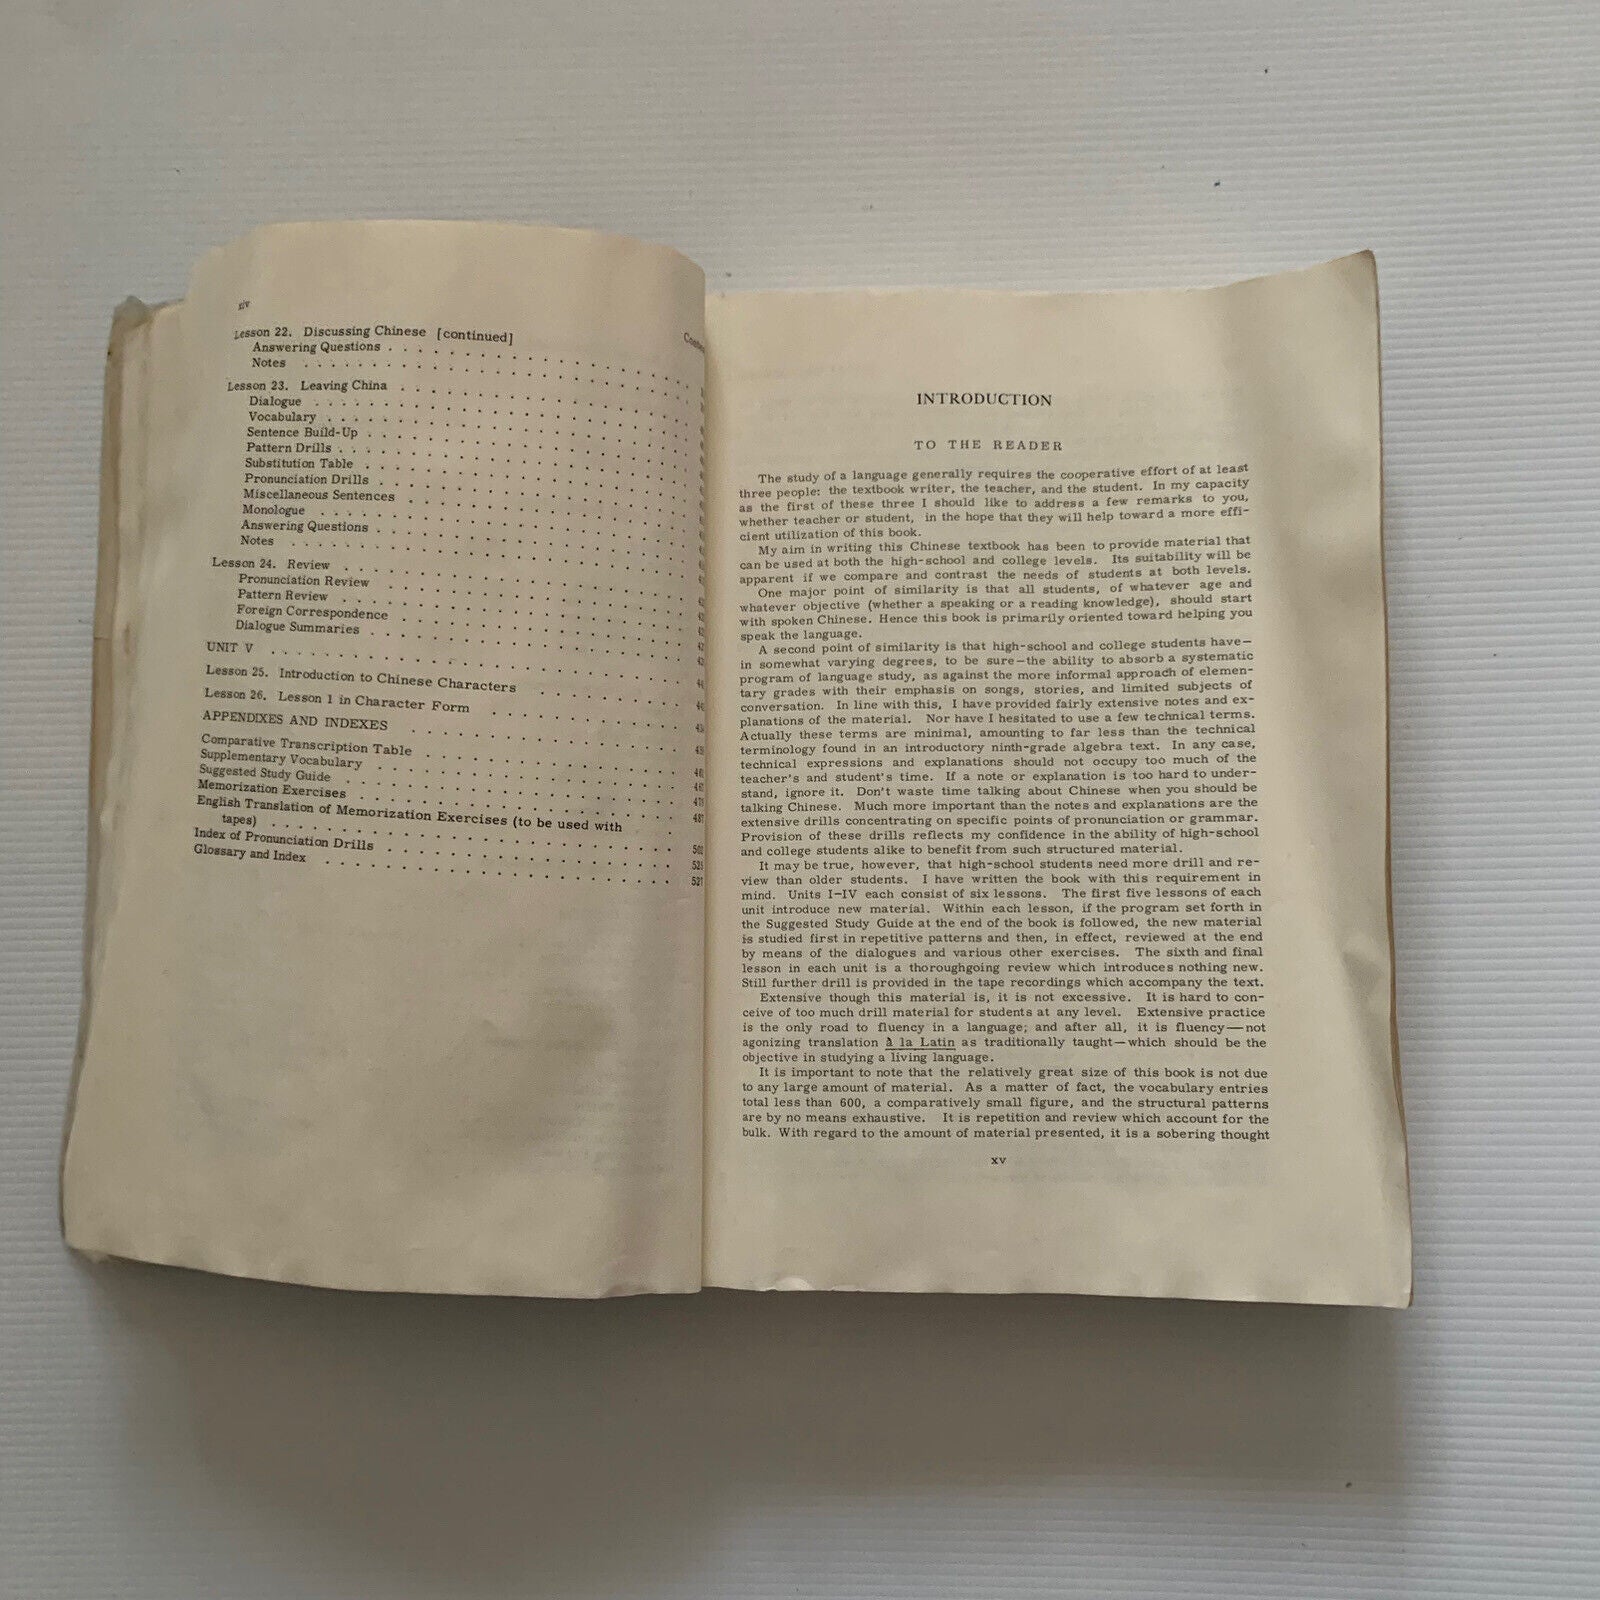 xiv
Lesson 22. Discussing Chinese [continued]
Answering Questions
Notes
Lesson 23. Leaving China
Dialogue
Vocabulary
Sentence Build-Up
Pattern Drills
Substitution Table
Pronunciation Drills
Miscellaneous Sentences
Monologue
Answering Questions
Notes
Lesson 24. Review
Pronunciation Review
Pattern Review
Foreign Correspondence
Dialogue Summaries
UNIT V
Lesson 25. Introduction to Chinese Characters
Lesson 26. Lesson 1 in Character Form
APPENDIXES AND INDEXES
Comparative Transcription Table
Supplementary Vocabulary
Suggested Study Guide
Memorization Exercises
English Translation of Memorization Exercises (to be used with
tapes)
Index of Pronunciation Drills
Glossary and Index
INTRODUCTION
TO THE READER
The study of a language generally requires the cooperative effort of at least
three people: the textbook writer, the teacher, and the student. In my capacity
as the first of these three I should like to address a few remarks to you,
whether teacher or student, in the hope that they will help toward a more effi-
cient utilization of this book.
My aim in writing this Chinese textbook has been to provide material that
can be used at both the high-school and college levels. Its suitability will be
apparent if we compare and contrast the needs of students at both levels.
One major point of similarity is that all students, of whatever age and
whatever objective (whether a speaking or a reading knowledge), should start
with spoken Chinese. Hence this book is primarily oriented toward helping you
speak the language.
A second point of similarity is that high-school and college students have—
in somewhat varying degrees, to be sure—the ability to absorb a systematic
program of language study, as against the more informal approach of elemen-
tary grades with their emphasis on songs, stories, and limited subjects of
conversation. In line with this, I have provided fairly extensive notes and ex-
planations of the material. Nor have I hesitated to use a few technical terms.
Actually these terms are minimal, amounting to far less than the technical
terminology found in an introductory ninth-grade algebra text. In any case,
technical expressions and explanations should not occupy too much of the
teacher's and student's time. If a note or explanation is too hard to under-
stand, ignore it. Don't waste time talking about Chinese when you should be
talking Chinese. Much more important than the notes and explanations are the
extensive drills concentrating on specific points of pronunciation or grammar.
Provision of these drills reflects my confidence in the ability of high-school
and college students alike to benefit from such structured material.
It may be true, however, that high-school students need more drill and re-
view than older students. I have written the book with this requirement in
mind. Units I-IV each consist of six lessons. The first five lessons of each
unit introduce new material. Within each lesson, if the program set forth in
the Suggested Study Guide at the end of the book is followed, the new material
is studied first in repetitive patterns and then, in effect, reviewed at the end
by means of the dialogues and various other exercises. The sixth and final
lesson in each unit is a thoroughgoing review which introduces nothing new.
Still further drill is provided in the tape recordings which accompany the text.
Extensive though this material is, it is not excessive. It is hard to con-
ceive of too much drill material for students at any level. Extensive practice
is the only road to fluency in a language; and after all, it is fluency—not
agonizing translation à la Latin as traditionally taught—which should be the
objective in studying a living language.
It is important to note that the relatively great size of this book is not due
to any large amount of material. As a matter of fact, the vocabulary entries
total less than 600, a comparatively small figure, and the structural patterns
are by no means exhaustive. It is repetition and review which account for the
bulk. With regard to the amount of material presented, it is a sobering thought
xv